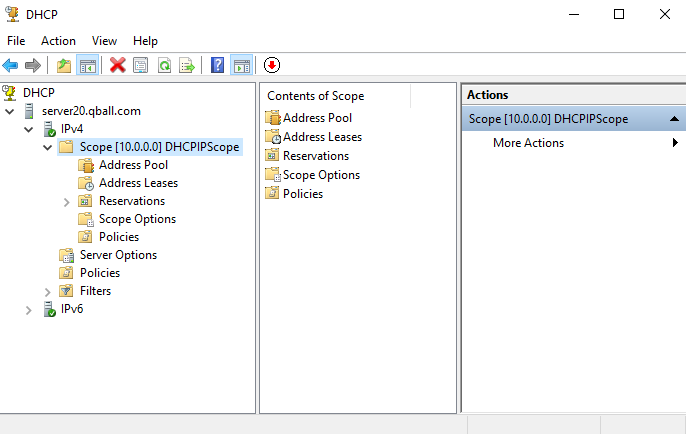 DHCP
File Action View Help
DHCP
server20.qball.com
IPv4
Scope [10.0.0.0] DHCPIPScope
Address Pool
Address Leases
Reservations
Scope Options
Policies
Server Options
Policies
Filters
IPv6
Contents of Scope
Address Pool
Address Leases
Reservations
Scope Options
Policies
Actions
Scope [10.0.0.0] DHCPIPScope
More Actions